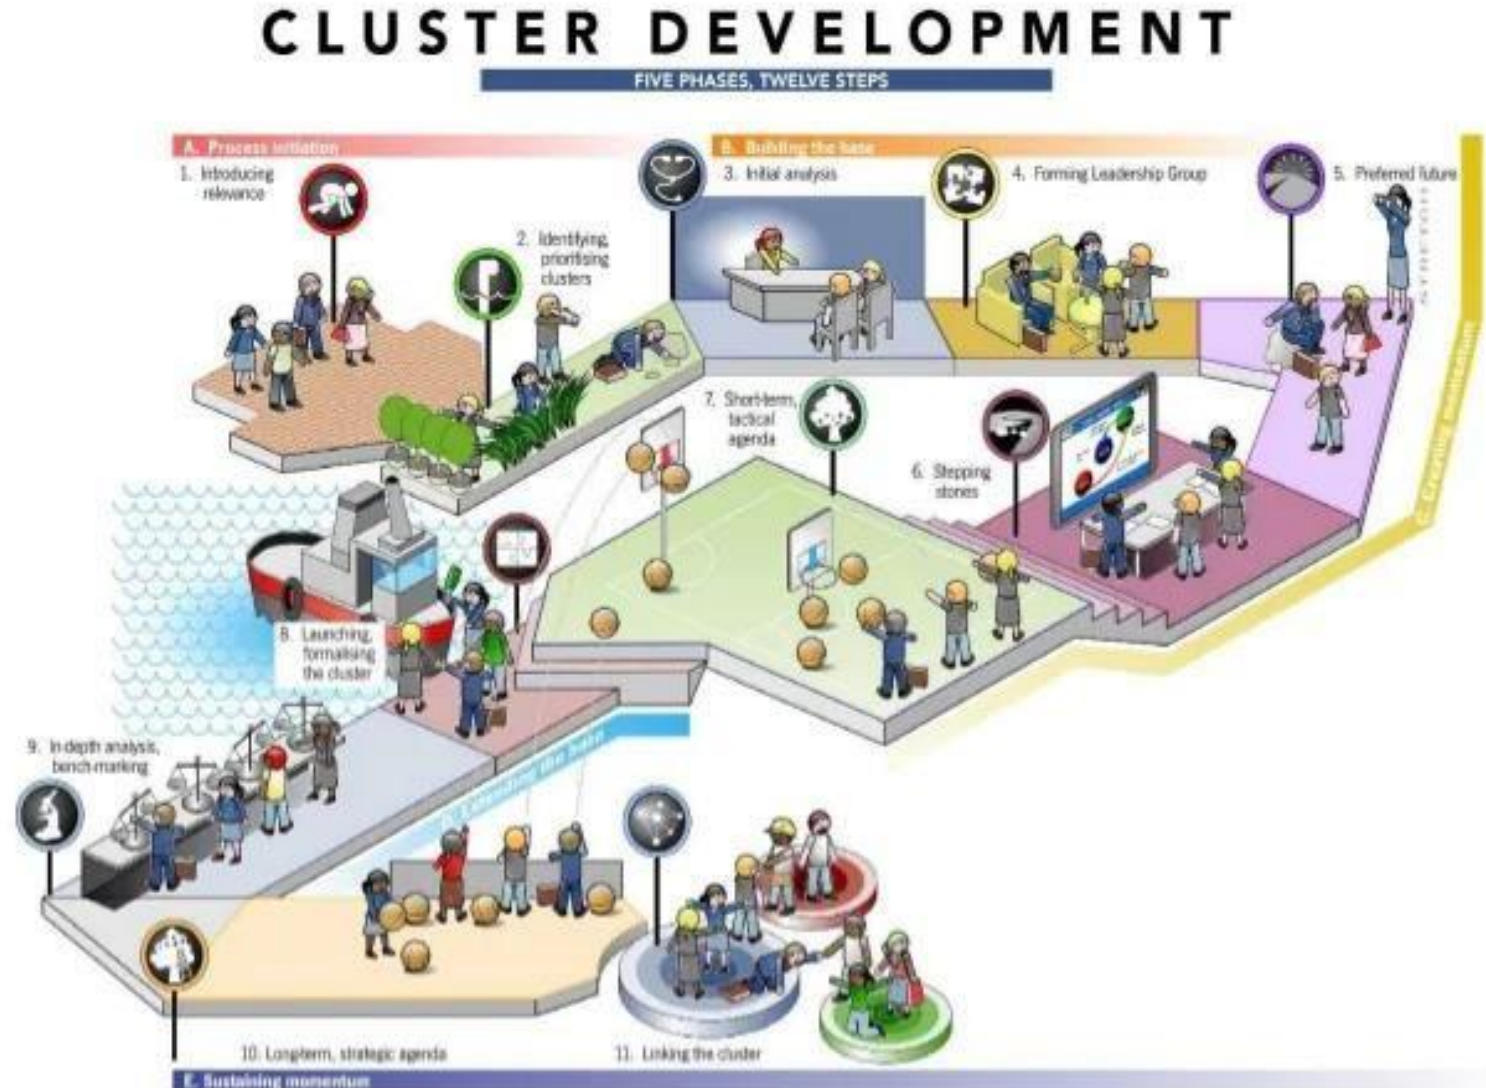 CLUSTER DEVELOPMENT
FIVE PHASES, TWELVE STEPS
A. Process initiation
B. Building the base
1. Introducing
relevance
2. Identifying,
prioritising
clusters
3. Initial analysis
4. Forming Leadership Group
5. Preferred future
C. Creating momentum
7. Short-term,
tactical
agenda
6. Stepping
stones
8. Launching,
formalising
the cluster
9. In-depth analysis,
bench-marking
D. Extending the base
10. Long-term, strategic agenda
11. Linking the cluster
E. Sustaining momentum